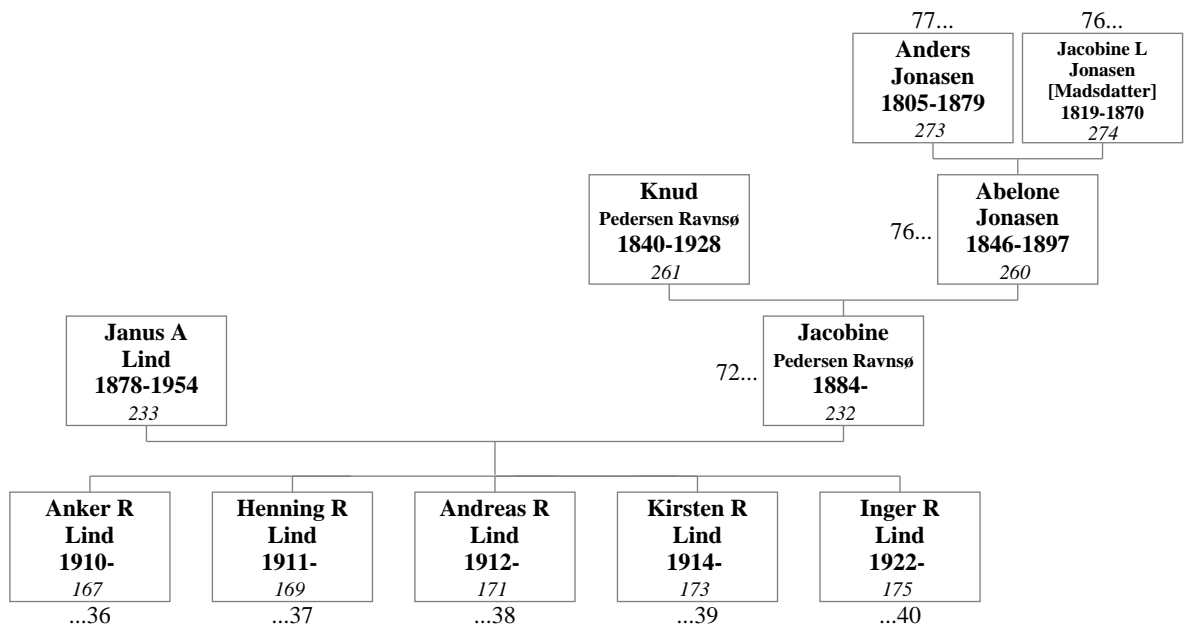 77...
76...
Anders
Jonasen
1805-1879
273
Jacobine L
Jonasen
[Madsdatter]
1819-1870
274
Knud
Pedersen Ravnsø
1840-1928
261
76...
Abelone
Jonasen
1846-1897
260
Janus A
Lind
1878-1954
233
72...
Jacobine
Pedersen Ravnsø
1884-
232
Anker R
Lind
1910-
167
...36
Henning R
Lind
1911-
169
...37
Andreas R
Lind
1912-
171
...38
Kirsten R
Lind
1914-
173
...39
Inger R
Lind
1922-
175
...40